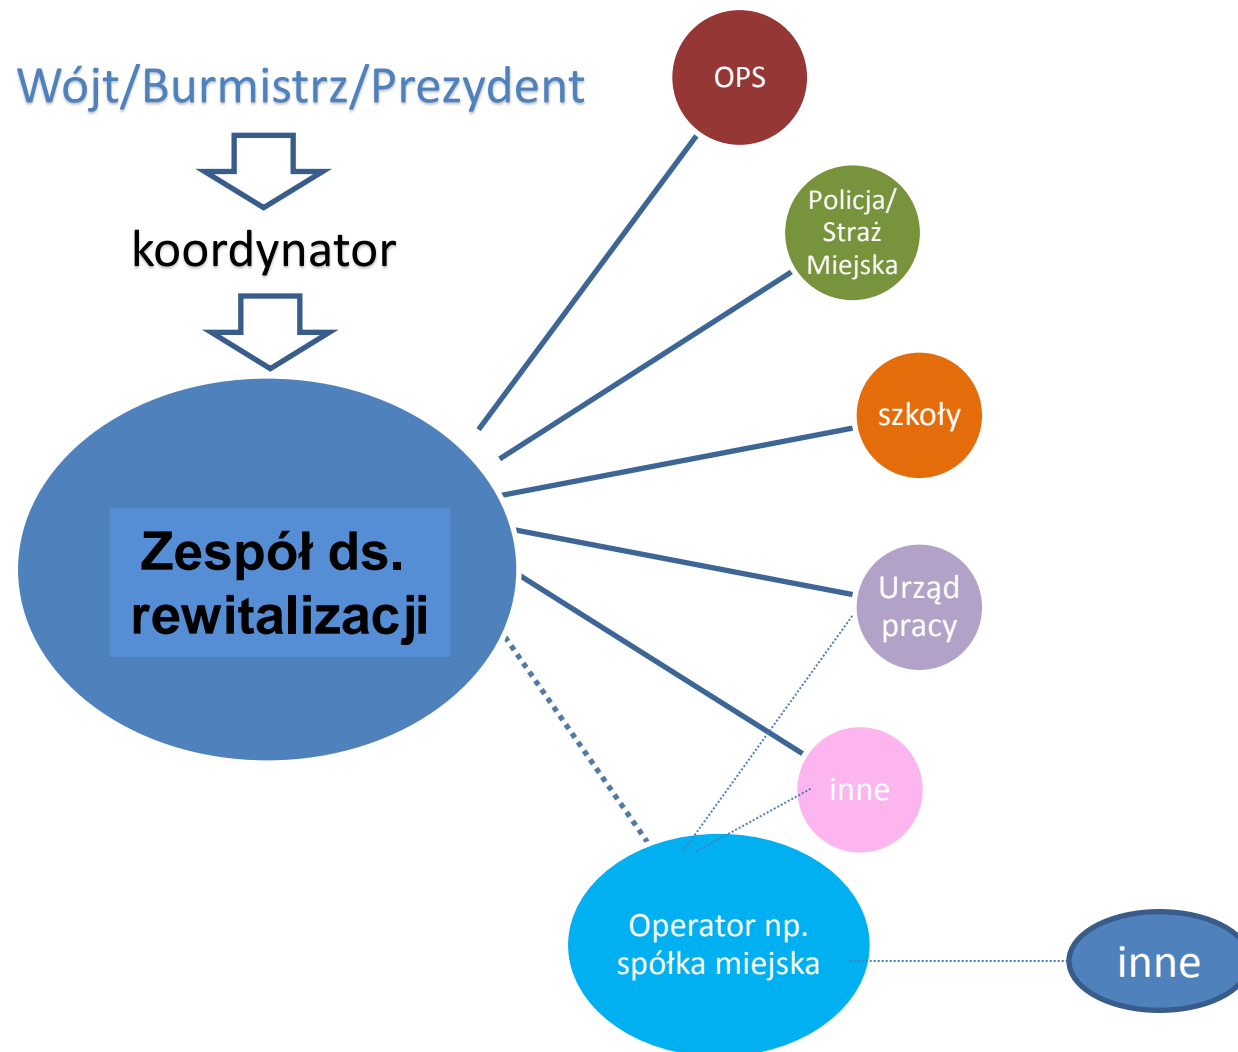 Wójt/Burmistrz/Prezydent
koordynator
Zespół ds.
rewitalizacji
OPS
Policja/
Straż
Miejska
szkoły
Urząd
pracy
inne
Operator np.
spółka miejska
inne